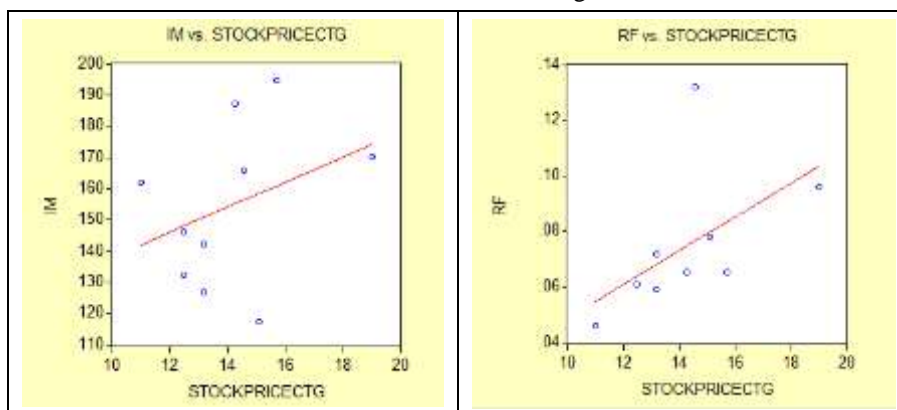 IM vs. STOCKPRICECTG
200
190
180
170
160
150
140
130
120
110
IM
10 12 14 16 18 20
STOCKPRICECTG
RF vs. STOCKPRICECTG
.14
.12
.10
.08
.06
.04
RF
10 12 14 16 18 20
STOCKPRICECTG